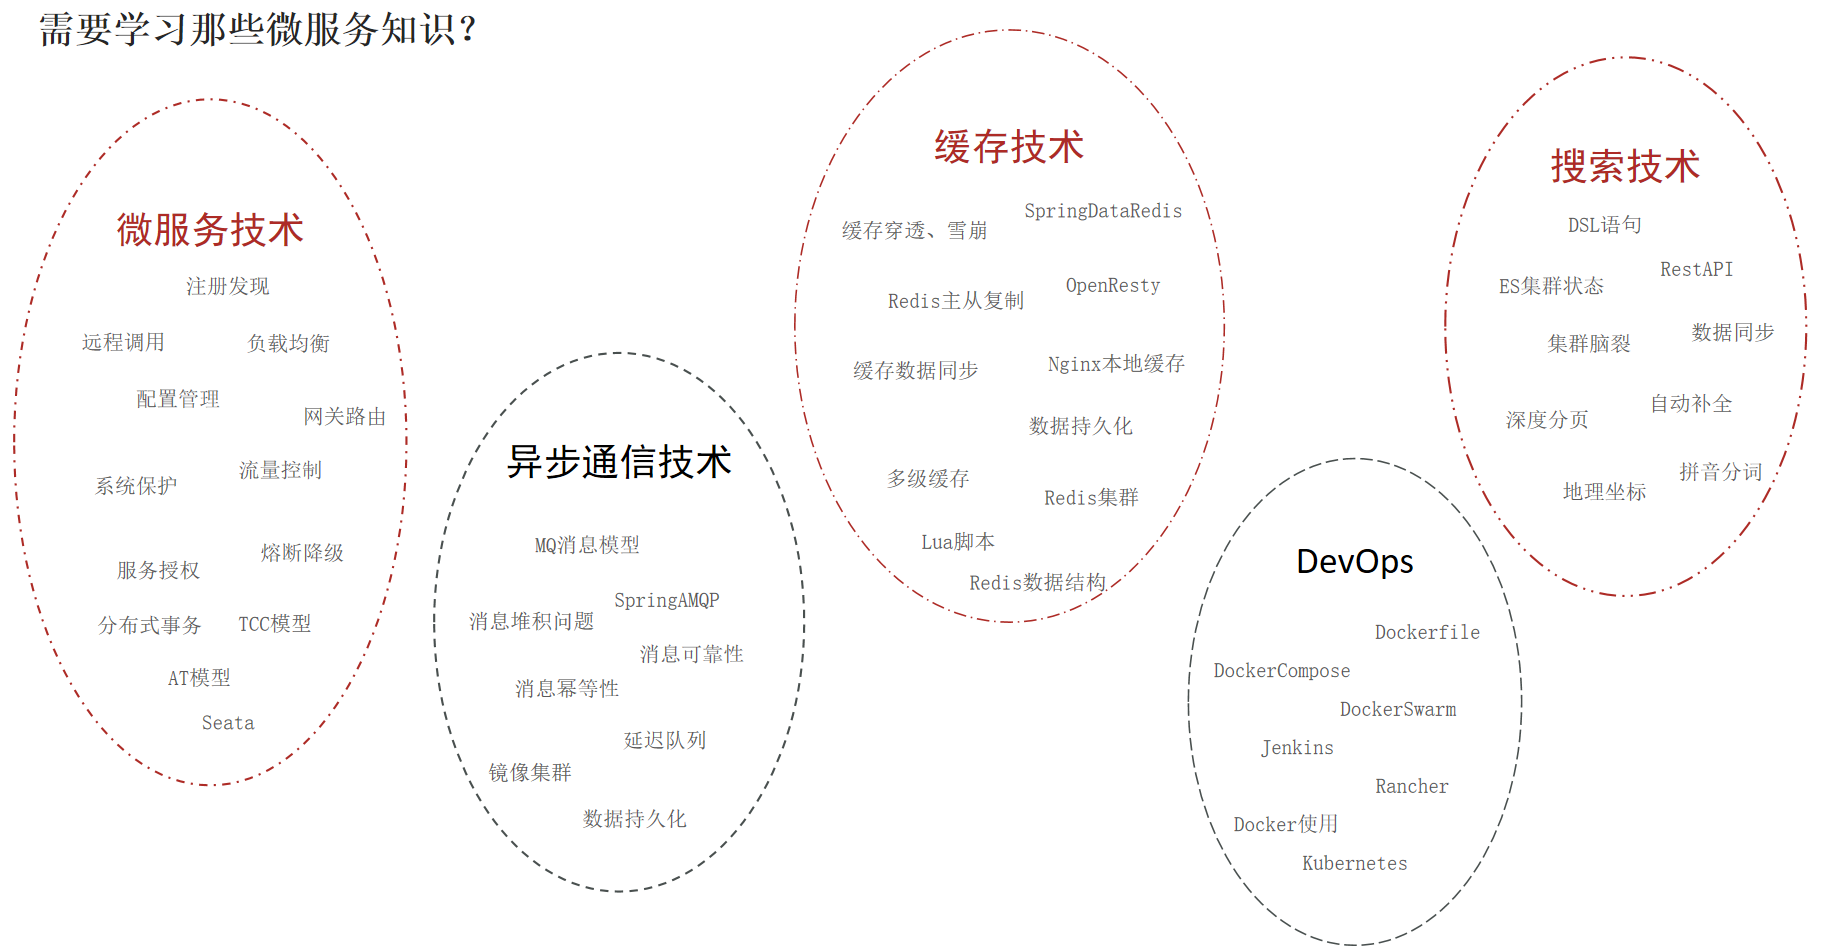 需要学习那些微服务知识？
微服务技术
注册发现
远程调用
负载均衡
配置管理
网关路由
系统保护
流量控制
服务授权
熔断降级
分布式事务
TCC模型
AT模型
Seata
异步通信技术
MQ消息模型
SpringAMQP
消息堆积问题
消息可靠性
消息幂等性
延迟队列
镜像集群
数据持久化
缓存技术
SpringDataRedis
缓存穿透、雪崩
OpenResty
Redis主从复制
Nginx本地缓存
缓存数据同步
数据持久化
多级缓存
Redis集群
Lua脚本
Redis数据结构
DevOps
Dockerfile
DockerCompose
DockerSwarm
Jenkins
Rancher
Docker使用
Kubernetes
搜索技术
DSL语句
RestAPI
ES集群状态
数据同步
集群脑裂
自动补全
深度分页
拼音分词
地理坐标